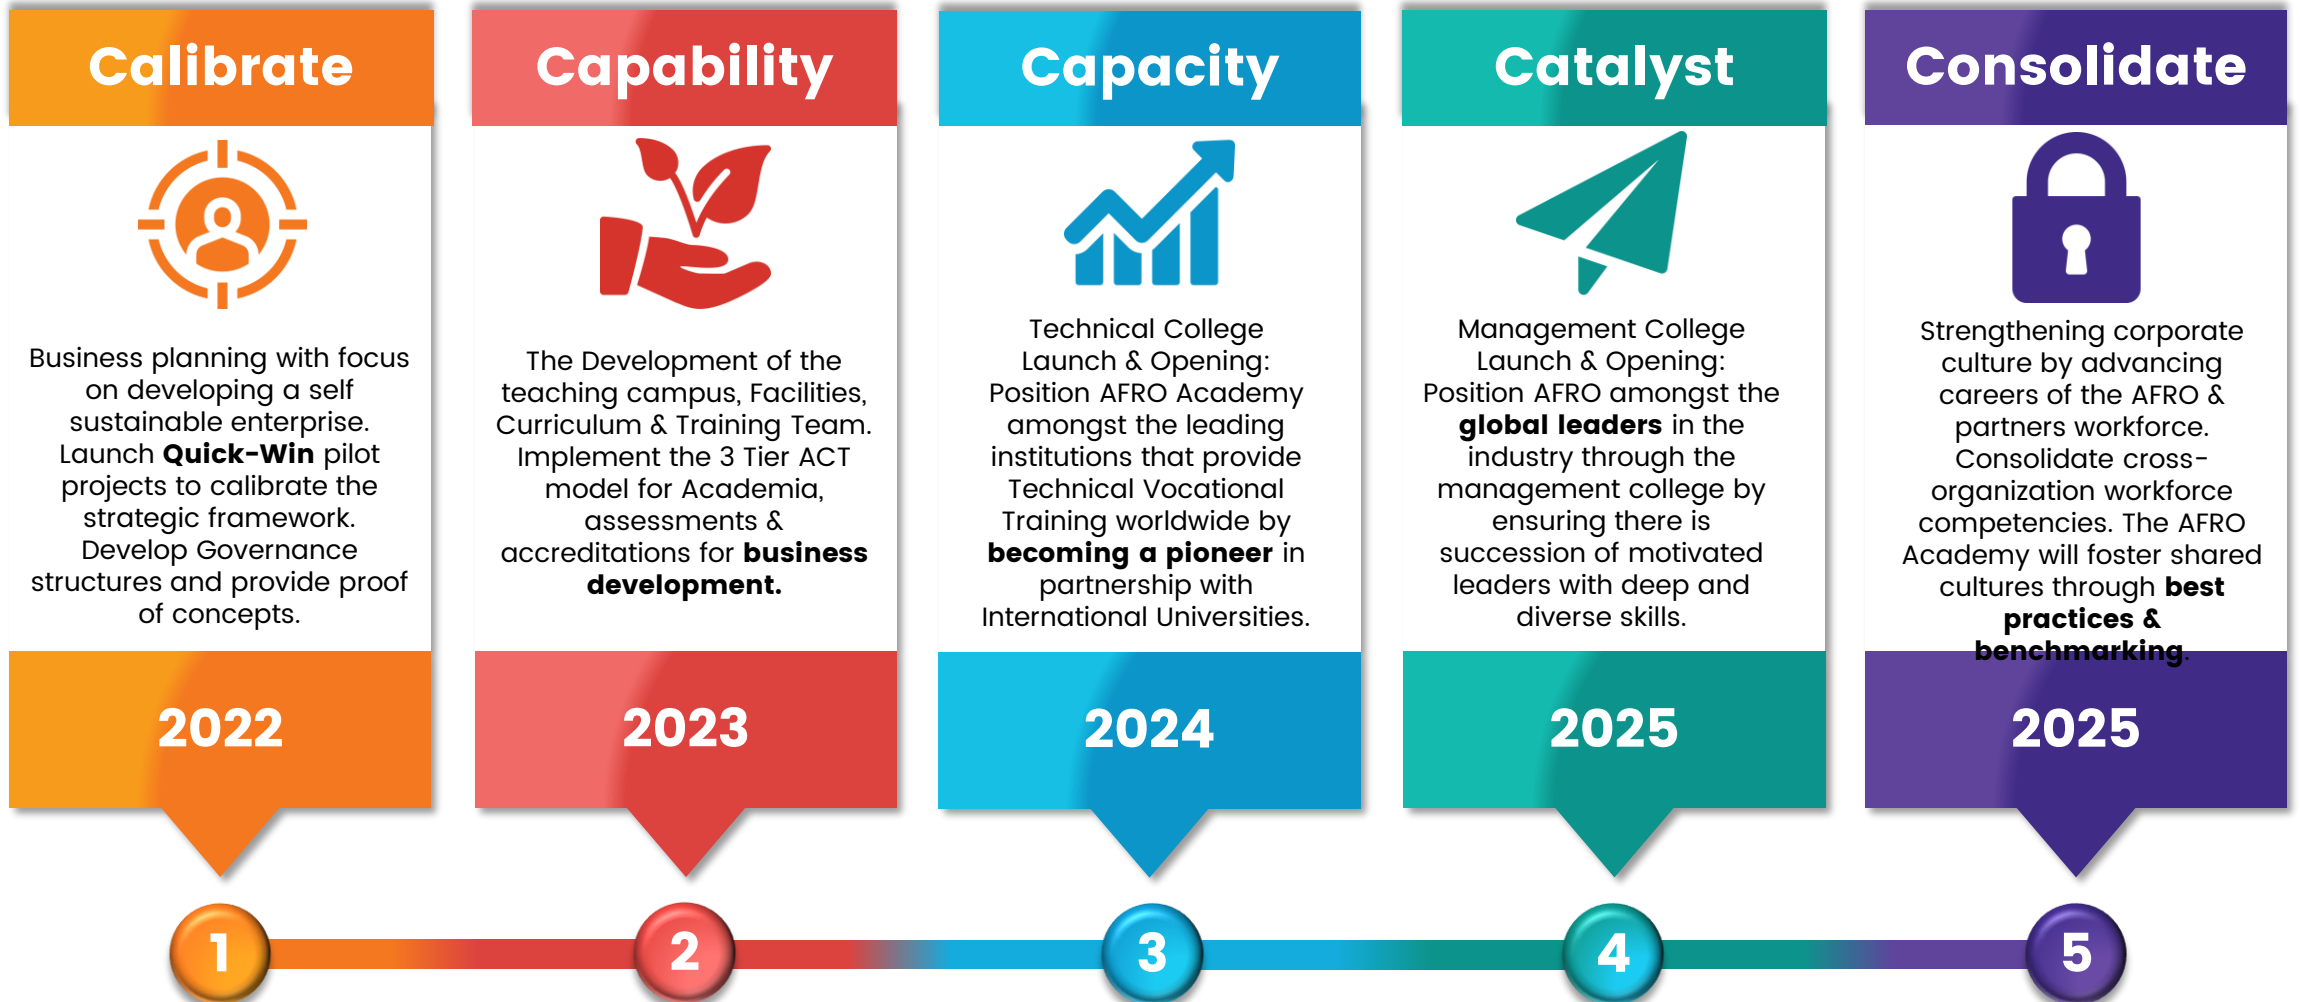 Calibrate
Business planning with focus
on developing a self
sustainable enterprise.
Launch Quick-Win pilot
projects to calibrate the
strategic framework.
Develop Governance
structures and provide proof
of concepts.
2022
1
Capability
The Development of the
teaching campus, Facilities,
Curriculum & Training Team.
Implement the 3 Tier ACT
model for Academia,
assessments &
accreditations for business
development.
2023
2
Capacity
Technical College
Launch & Opening:
Position AFRO Academy
amongst the leading
institutions that provide
Technical Vocational
Training worldwide by
becoming a pioneer in
partnership with
International Universities.
2024
3
Catalyst
Management College
Launch & Opening:
Position AFRO amongst the
global leaders in the
industry through the
management college by
ensuring there is
succession of motivated
leaders with deep and
diverse skills.
2025
4
Consolidate
Strengthening corporate
culture by advancing
careers of the AFRO &
partners workforce.
Consolidate cross-
organization workforce
competencies. The AFRO
Academy will foster shared
cultures through best
practices &
benchmarking.
2025
5